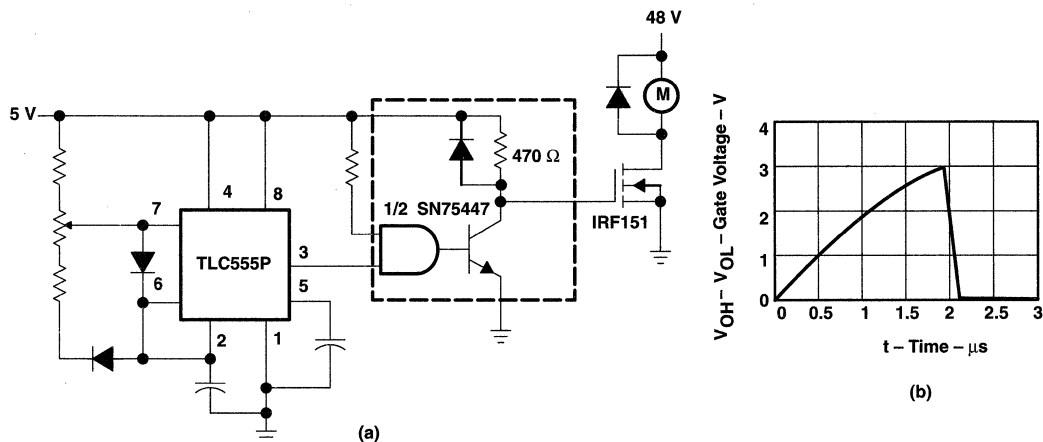 48 V
M
5 V
470 Ω
4
8
7
1/2 SN75447
IRF151
TLC555P
3
6
5
2
1
(a)
V_OH – V_OL – Gate Voltage – V
4
3
2
1
0
0
0.5
1
1.5
2
2.5
3
t – Time – μs
(b)